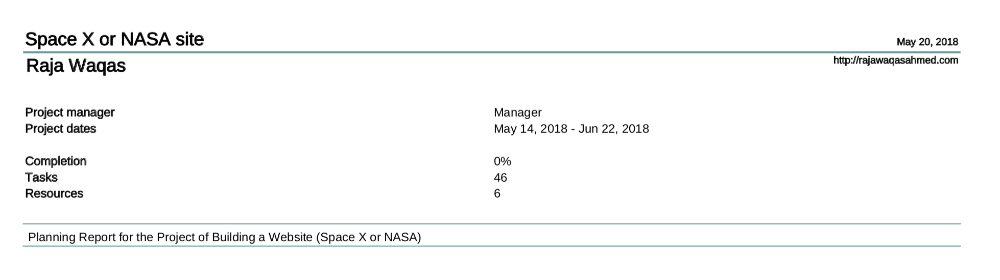 Space X or NASA site
May 20, 2018
Raja Waqas
http://rajawaqasahmed.com
Project manager Manager
Project dates May 14, 2018 - Jun 22, 2018
Completion 0%
Tasks 46
Resources 6
Planning Report for the Project of Building a Website (Space X or NASA)